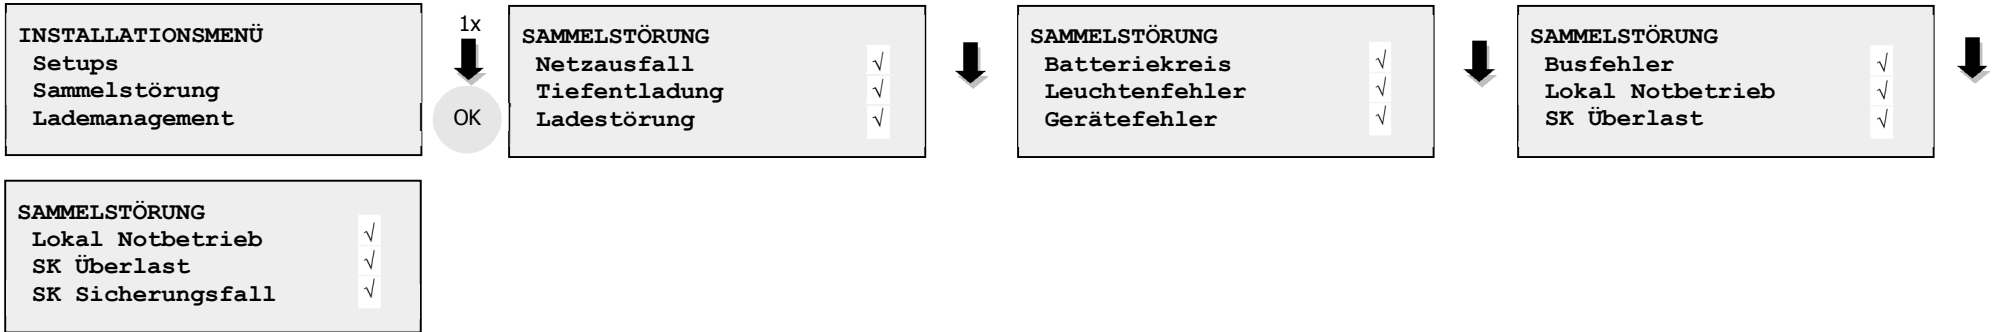 INSTALLATIONSMENÜ
Setups
Sammelstörung
Lademanagement
1x
OK
SAMMELSTÖRUNG
Netzausfall √
Tiefentladung √
Ladestörung √
SAMMELSTÖRUNG
Batteriekreis √
Leuchtenfehler √
Gerätefehler √
SAMMELSTÖRUNG
Busfehler √
Lokal Notbetrieb √
SK Überlast √
SAMMELSTÖRUNG
Lokal Notbetrieb √
SK Überlast √
SK Sicherungsfall √